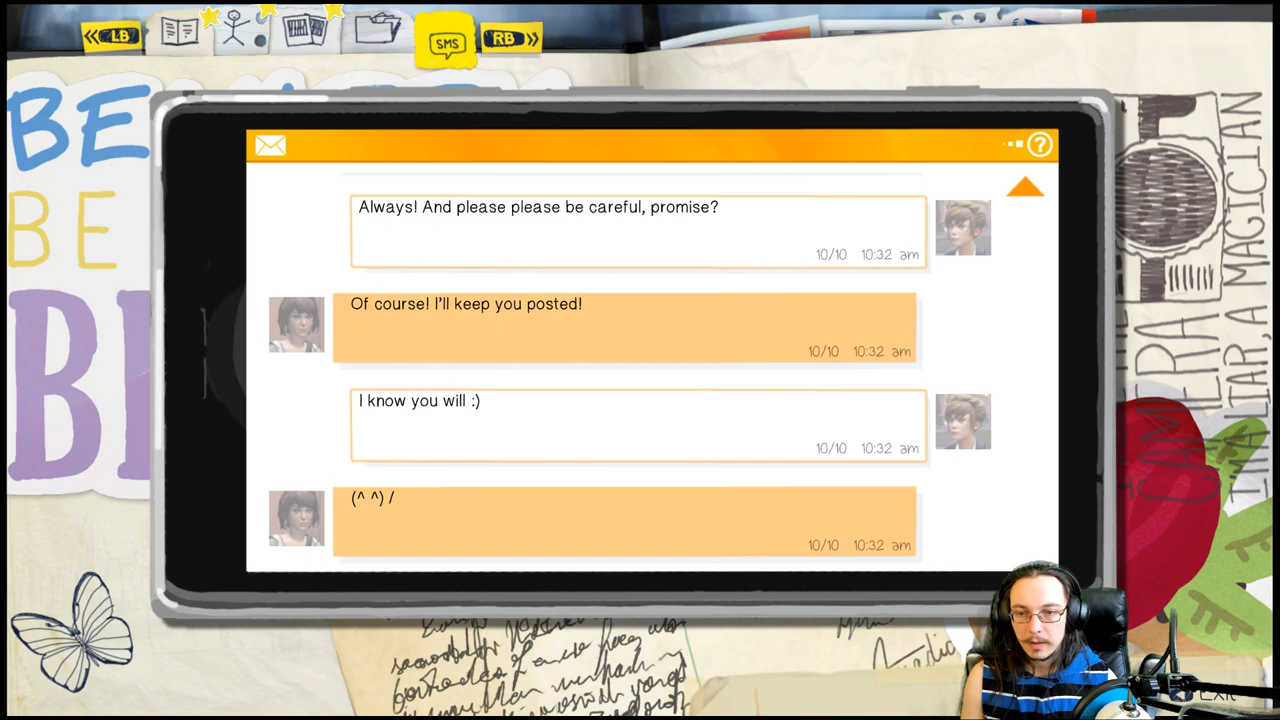 LB
SMS
RB
BE
BE
Always! And please please be careful, promise?
10/10 10:32 am
Of course! I'll keep you posted!
10/10 10:32 am
I know you will :)
10/10 10:32 am
(^ ^) /
10/10 10:32 am
CAMERA
IM A LIAR, A MAGICIAN
EXIT